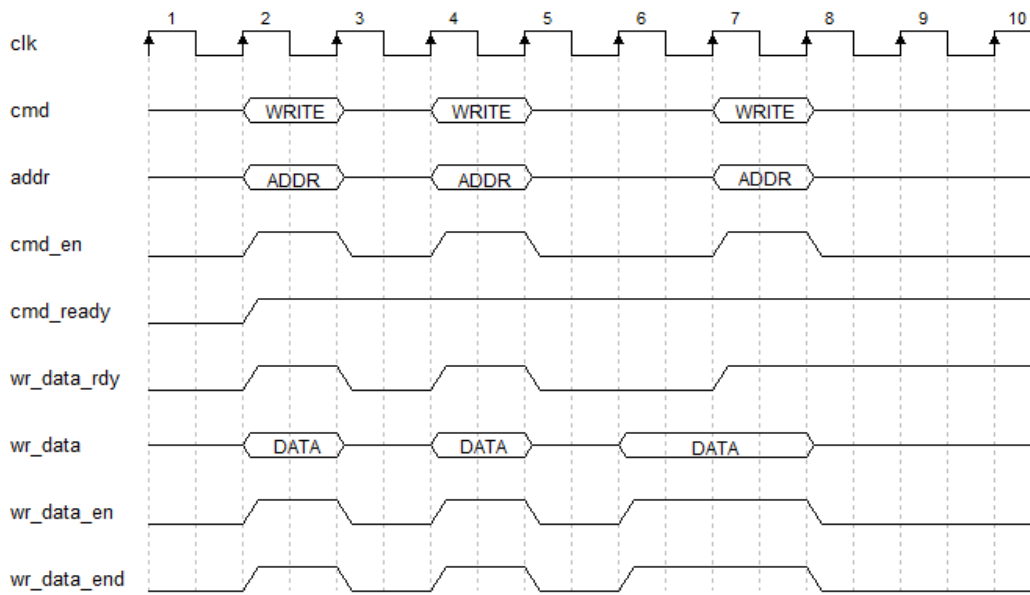 1 2 3 4 5 6 7 8 9 10
clk
cmd WRITE WRITE WRITE
addr ADDR ADDR ADDR
cmd_en
cmd_ready
wr_data_rdy
wr_data DATA DATA DATA
wr_data_en
wr_data_end